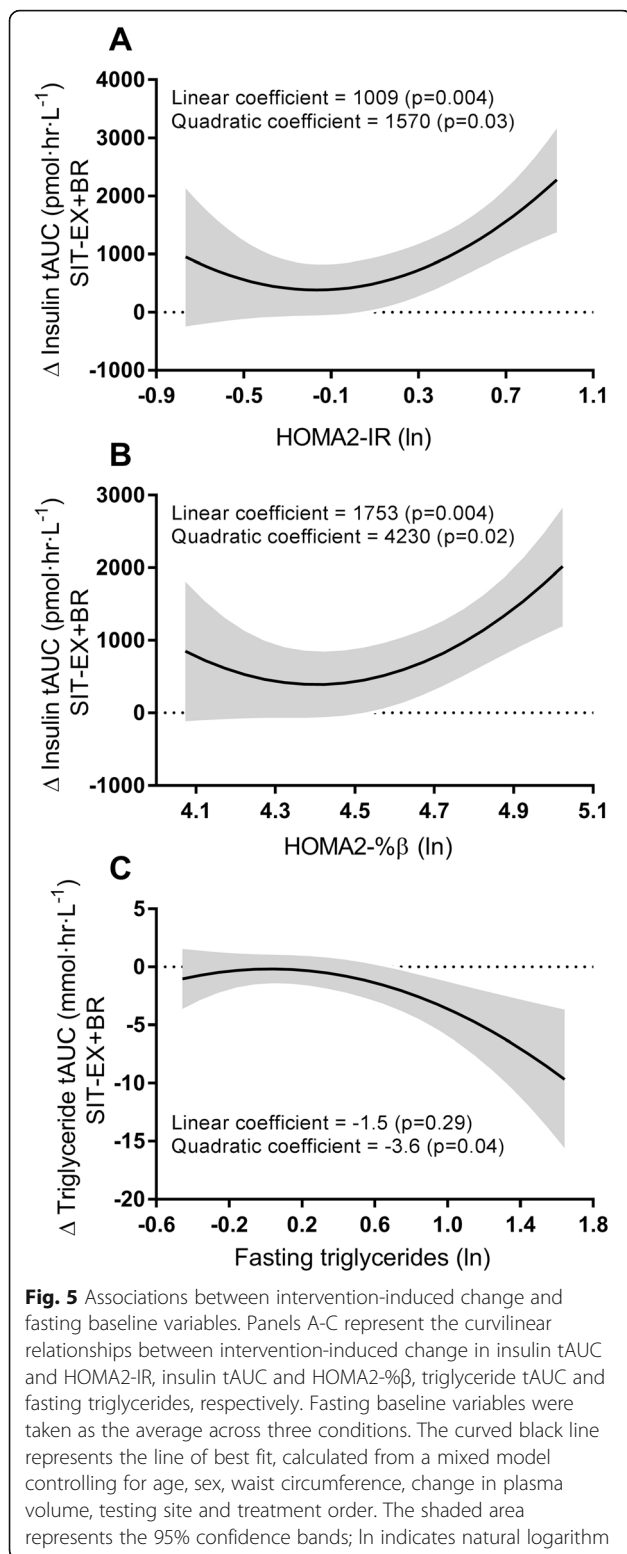 A
Δ Insulin tAUC (pmol·hr·L⁻¹)
SIT-EX+BR
4000
3000
2000
1000
0
-1000
Linear coefficient = 1009 (p=0.004)
Quadratic coefficient = 1570 (p=0.03)
-0.9 -0.5 -0.1 0.3 0.7 1.1
HOMA2-IR (ln)
B
Δ Insulin tAUC (pmol·hr·L⁻¹)
SIT-EX+BR
3000
2000
1000
0
-1000
Linear coefficient = 1753 (p=0.004)
Quadratic coefficient = 4230 (p=0.02)
4.1 4.3 4.5 4.7 4.9 5.1
HOMA2-%β (ln)
C
Δ Triglyceride tAUC (mmol·hr·L⁻¹)
SIT-EX+BR
5
0
-5
-10
-15
-20
Linear coefficient = -1.5 (p=0.29)
Quadratic coefficient = -3.6 (p=0.04)
-0.6 -0.2 0.2 0.6 1.0 1.4 1.8
Fasting triglycerides (ln)
Fig. 5 Associations between intervention-induced change and
fasting baseline variables. Panels A-C represent the curvilinear
relationships between intervention-induced change in insulin tAUC
and HOMA2-IR, insulin tAUC and HOMA2-%β, triglyceride tAUC and
fasting triglycerides, respectively. Fasting baseline variables were
taken as the average across three conditions. The curved black line
represents the line of best fit, calculated from a mixed model
controlling for age, sex, waist circumference, change in plasma
volume, testing site and treatment order. The shaded area
represents the 95% confidence bands; ln indicates natural logarithm